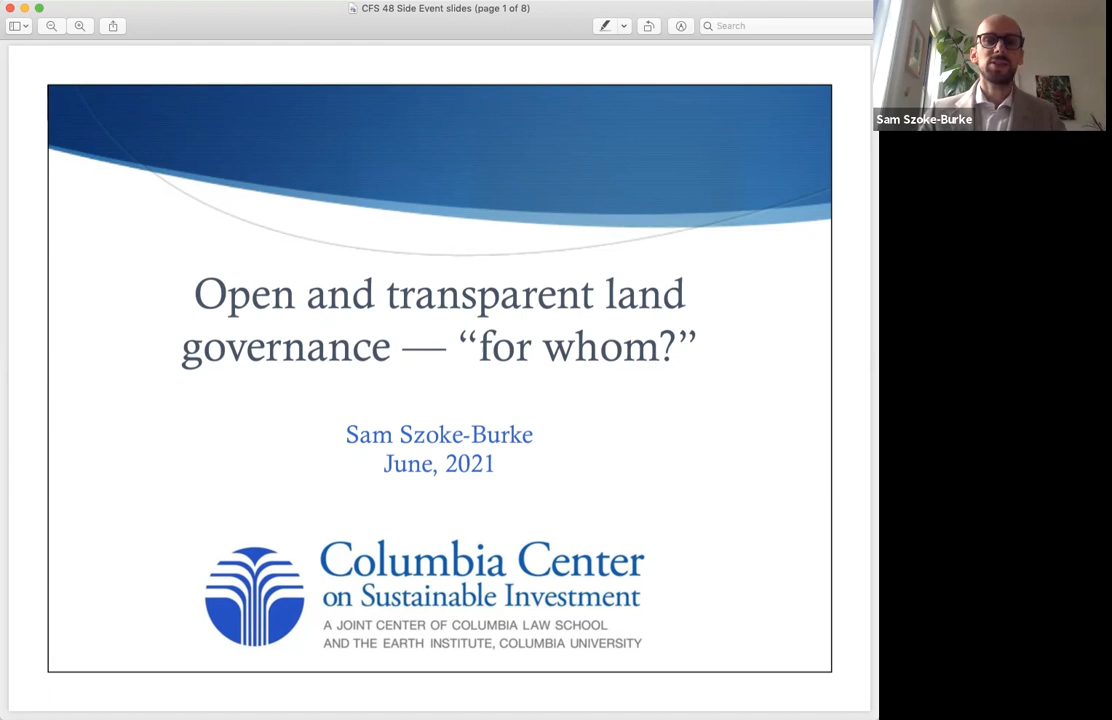 CFS 48 Side Event slides (page 1 of 8)
Search
Sam Szoke-Burke
Open and transparent land
governance — “for whom?”
Sam Szoke-Burke
June, 2021
Columbia Center
on Sustainable Investment
A JOINT CENTER OF COLUMBIA LAW SCHOOL
AND THE EARTH INSTITUTE, COLUMBIA UNIVERSITY